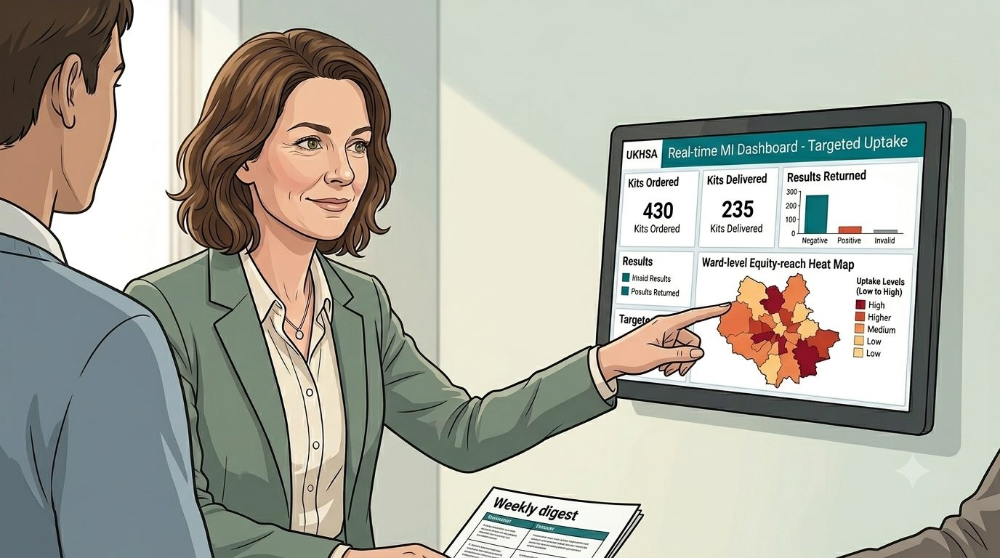 UKHSA
Real-time MI Dashboard - Targeted Uptake
Kits Ordered
430
Kits Ordered
Kits Delivered
235
Kits Delivered
Results Returned
300
200
100
0
Negative
Positive
Invalid
Results
Results
Posults Returned
Targete
Ward-level Equity-reach Heat Map
Uptake Levels
(Low to High)
High
Higher
Medium
Low
Low
Weekly digest